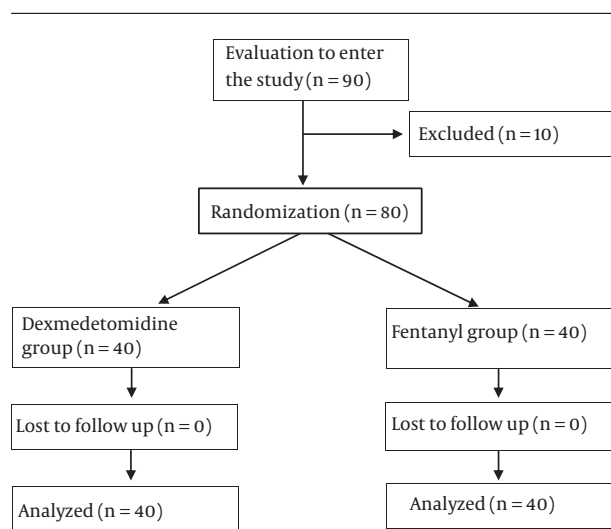 Evaluation to enter
the study (n = 90)
Excluded (n = 10)
Randomization (n = 80)
Dexmedetomidine
group (n = 40)
Fentanyl group (n = 40)
Lost to follow up (n = 0)
Lost to follow up (n = 0)
Analyzed (n = 40)
Analyzed (n = 40)